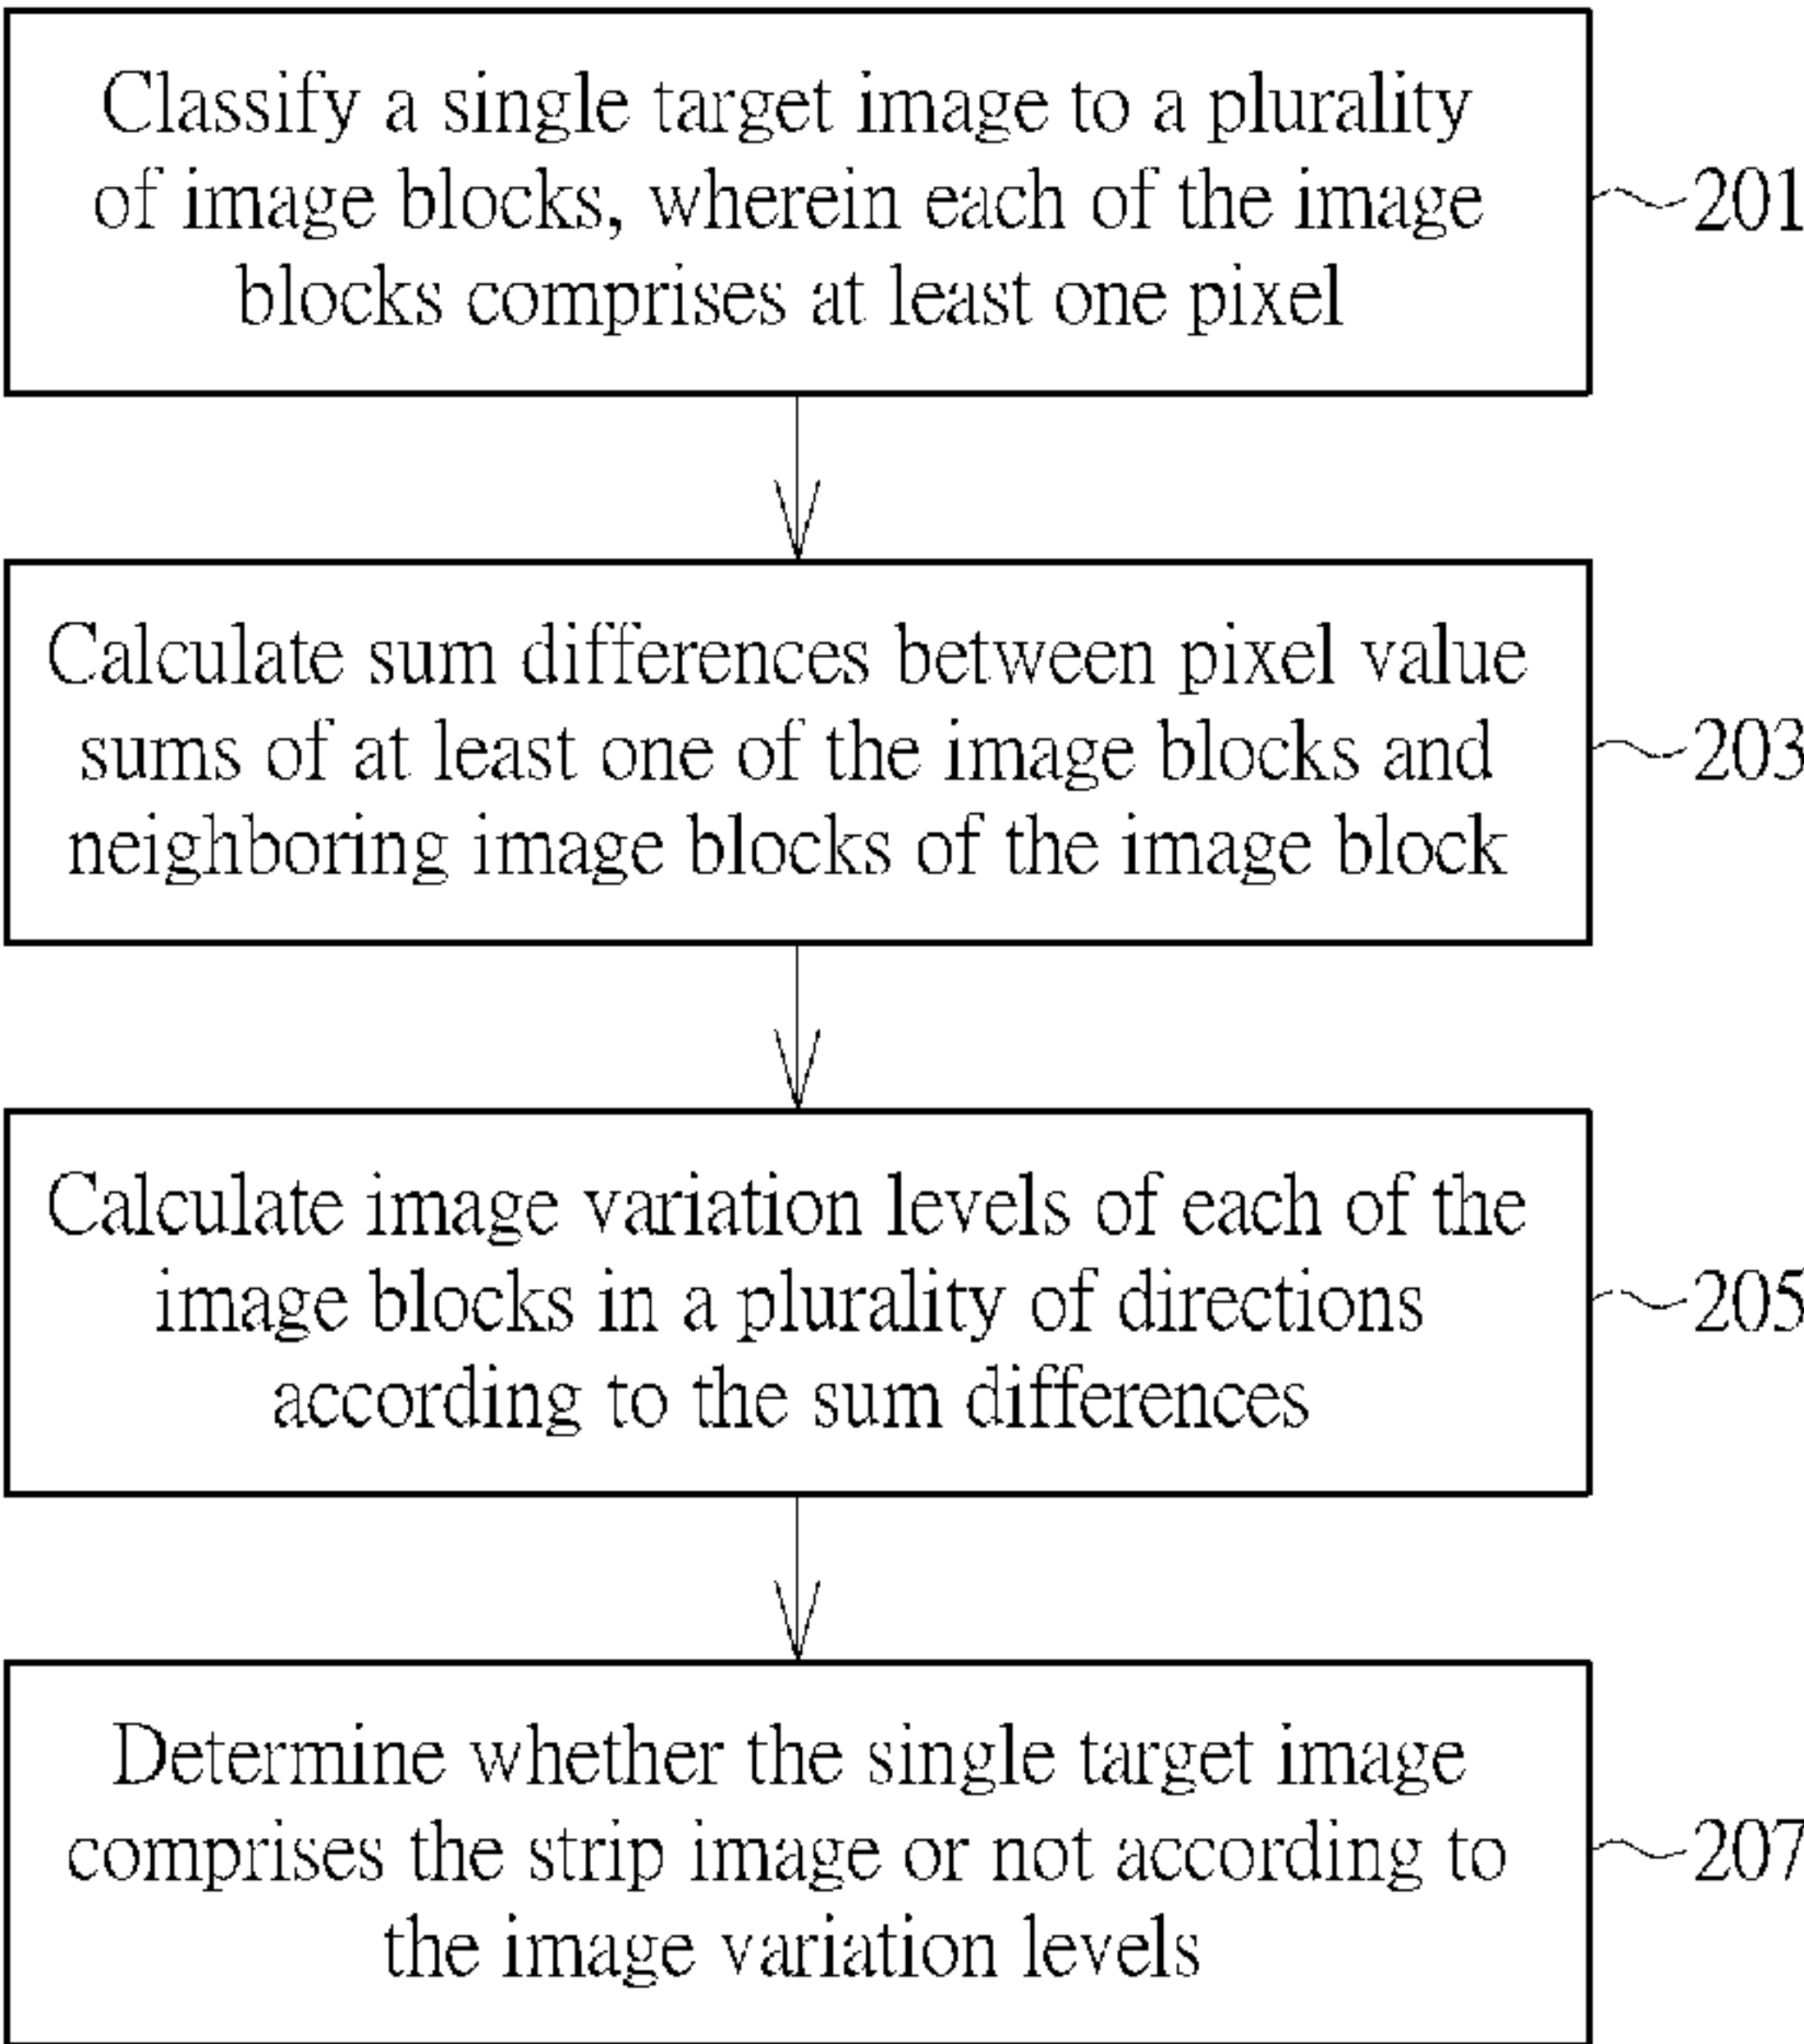 Classify a single target image to a plurality
of image blocks, wherein each of the image
blocks comprises at least one pixel
201
Calculate sum differences between pixel value
sums of at least one of the image blocks and
neighboring image blocks of the image block
203
Calculate image variation levels of each of the
image blocks in a plurality of directions
according to the sum differences
205
Determine whether the single target image
comprises the strip image or not according to
the image variation levels
207